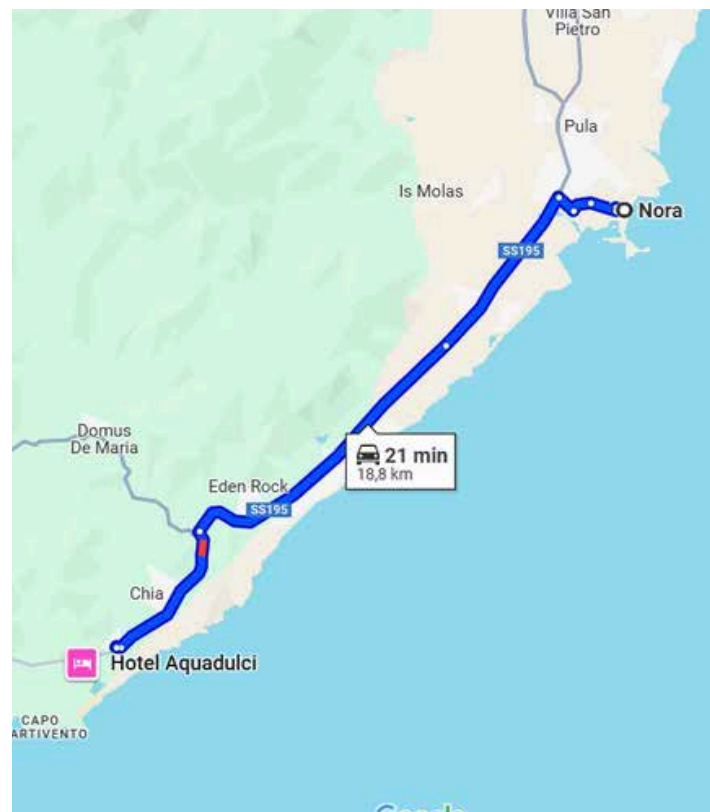 Villa San
Pietro
Pula
Is Molas
Nora
SS195
Domus
De Maria
21 min
18,8 km
Eden Rock
SS195
Chia
Hotel Aquadulci
CAPO
ARTIVENTO
Google